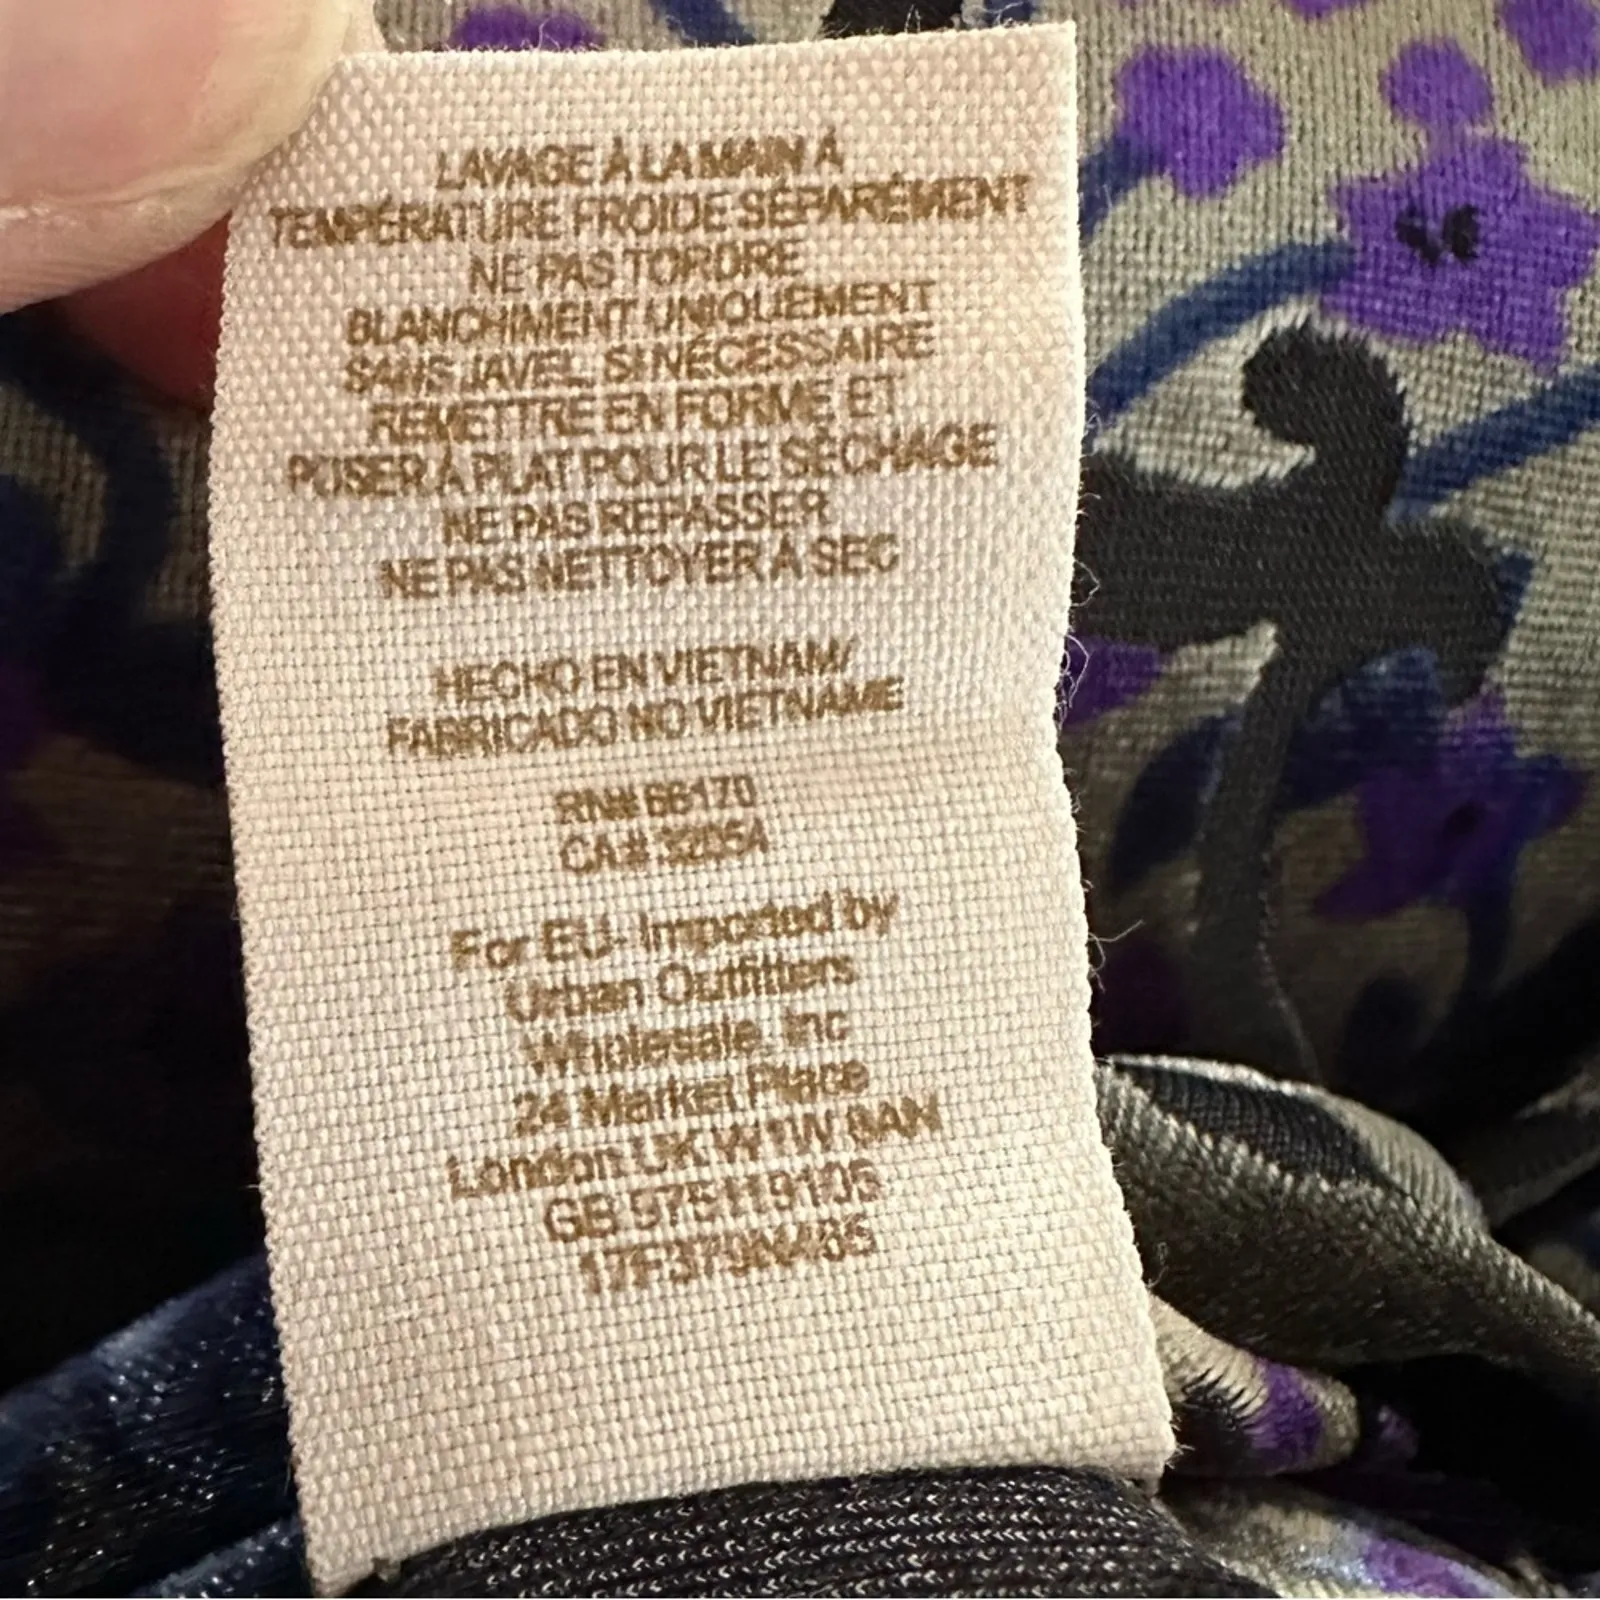 LAVAGE À LA MAIN À
TEMPÉRATURE FROIDE SÉPARÉMENT
NE PAS TORDRE
BLANCHIMENT UNIQUEMENT
SANS JAVEL, SI NÉCESSAIRE
REMETTRE EN FORME ET
POSER À PLAT POUR LE SÉCHAGE
NE PAS REPASSER
NE PAS NETTOYER À SEC
HECHO EN VIETNAM/
FABRICADO NO VIETNAME
RN# 66170
CA# 32054
For EU- Imported by
Urban Outfitters
Wholesale, Inc
24 Market Place
London UK W1W 8AN
GB 975119105